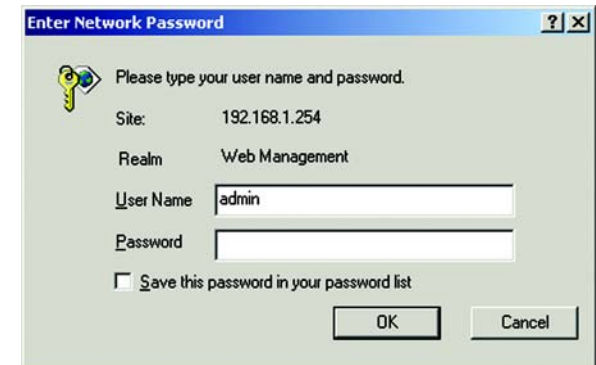 Enter Network Password
Please type your user name and password.
Site: 192.168.1.254
Realm Web Management
User Name admin
Password
Save this password in your password list
OK Cancel